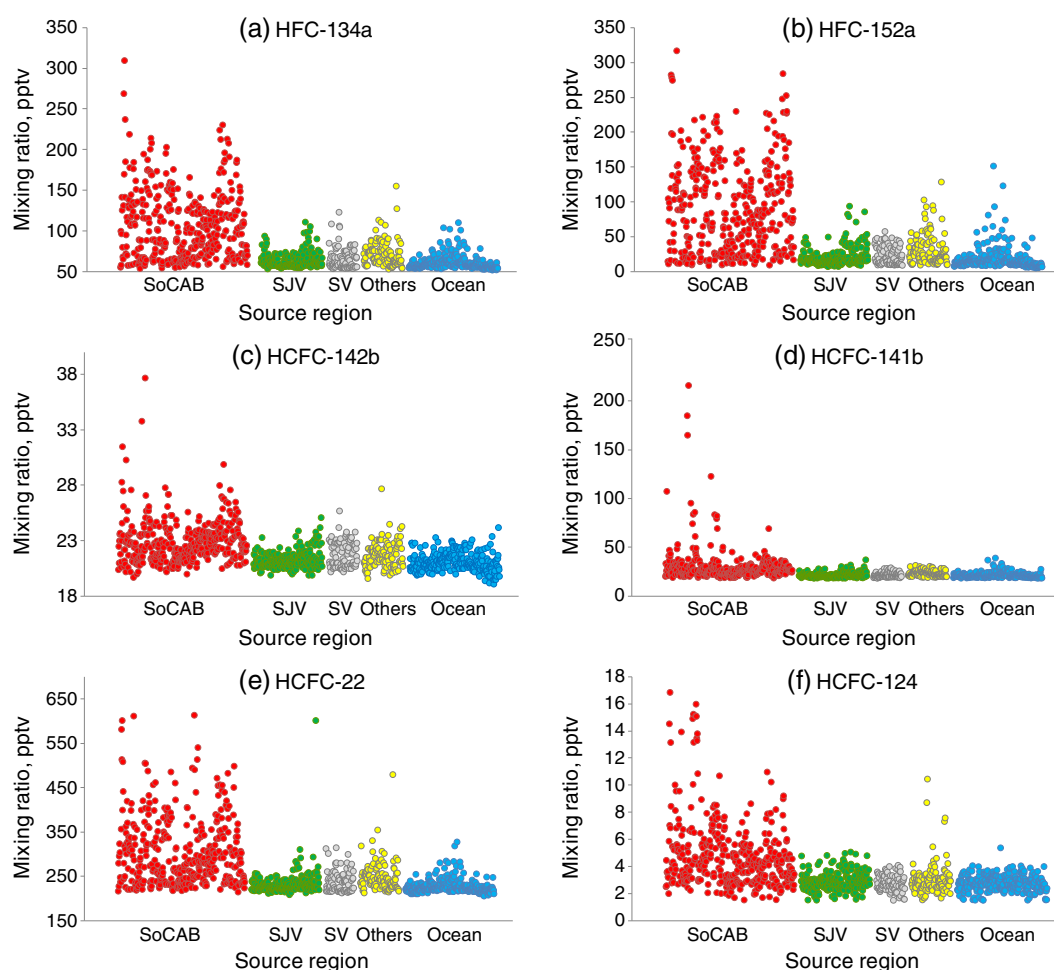 (a) HFC-134a
350
300
250
200
150
100
50
Mixing ratio, pptv
SoCAB SJV SV Others Ocean
Source region
(b) HFC-152a
350
300
250
200
150
100
50
0
Mixing ratio, pptv
SoCAB SJV SV Others Ocean
Source region
(c) HCFC-142b
38
33
28
23
18
Mixing ratio, pptv
SoCAB SJV SV Others Ocean
Source region
(d) HCFC-141b
250
200
150
100
50
0
Mixing ratio, pptv
SoCAB SJV SV Others Ocean
Source region
(e) HCFC-22
650
550
450
350
250
150
Mixing ratio, pptv
SoCAB SJV SV Others Ocean
Source region
(f) HCFC-124
18
16
14
12
10
8
6
4
2
0
Mixing ratio, pptv
SoCAB SJV SV Others Ocean
Source region